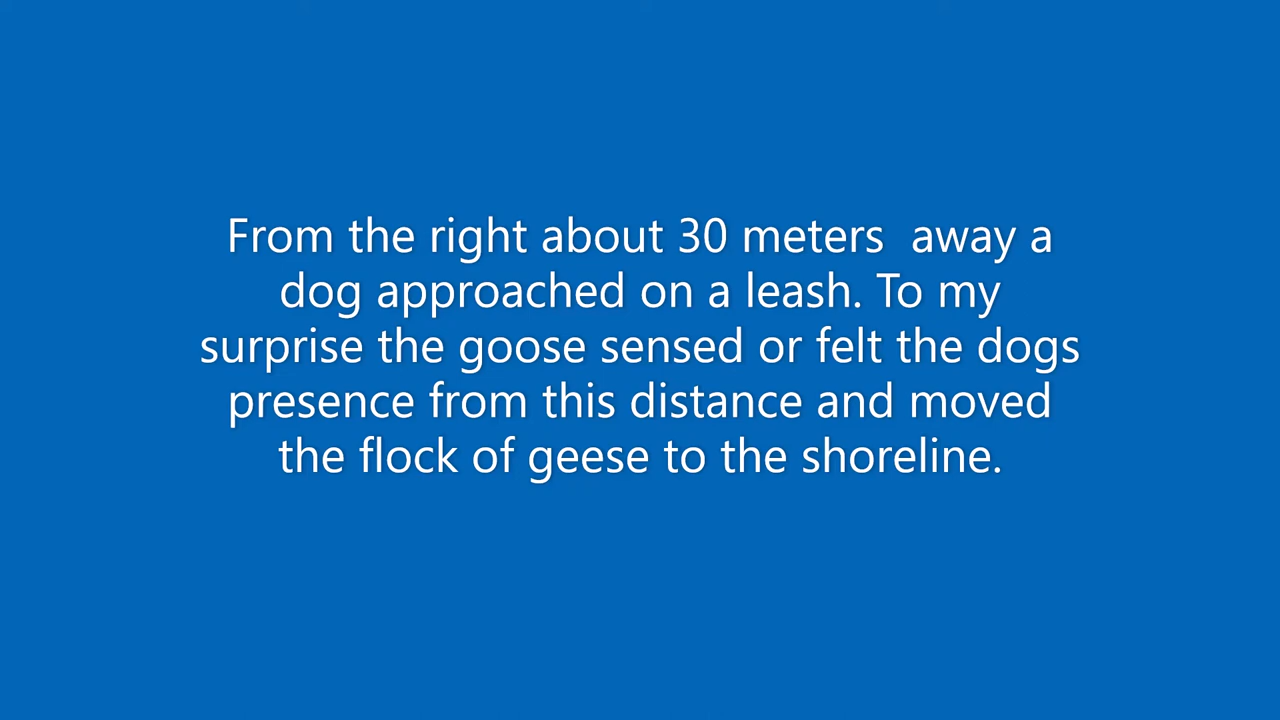 From the right about 30 meters  away a
dog approached on a leash. To my
surprise the goose sensed or felt the dogs
presence from this distance and moved
the flock of geese to the shoreline.